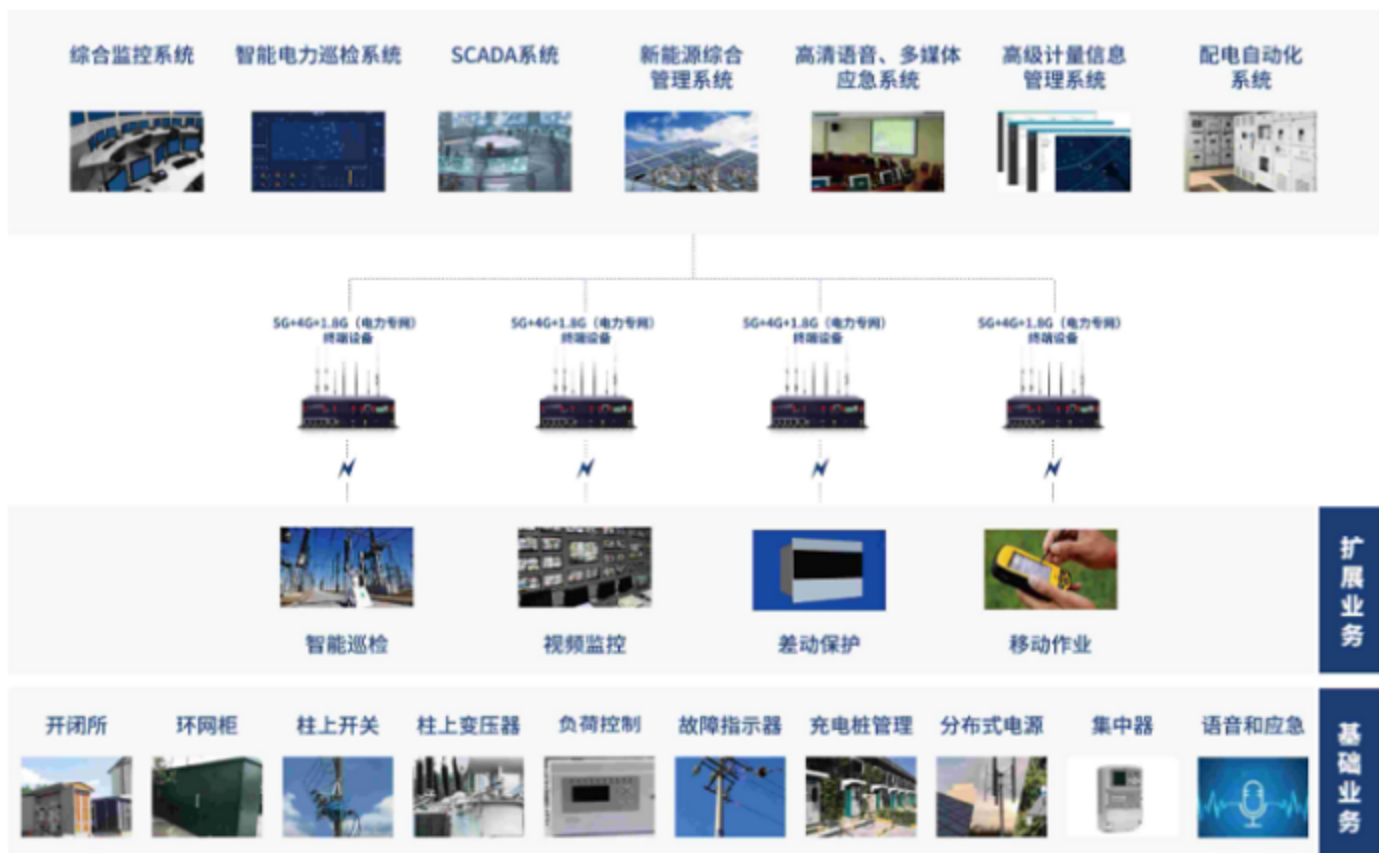 综合监控系统
智能电力巡检系统
SCADA系统
新能源综合
管理系统
高清语音、多媒体
应急系统
高级计量信息
管理系统
配电自动化
系统
5G+4G+1.8G（电力专网）
终端设备
5G+4G+1.8G（电力专网）
终端设备
5G+4G+1.8G（电力专网）
终端设备
5G+4G+1.8G（电力专网）
终端设备
智能巡检
视频监控
差动保护
移动作业
扩展业务
开闭所
环网柜
柱上开关
柱上变压器
负荷控制
故障指示器
充电桩管理
分布式电源
集中器
语音和应急
基础业务